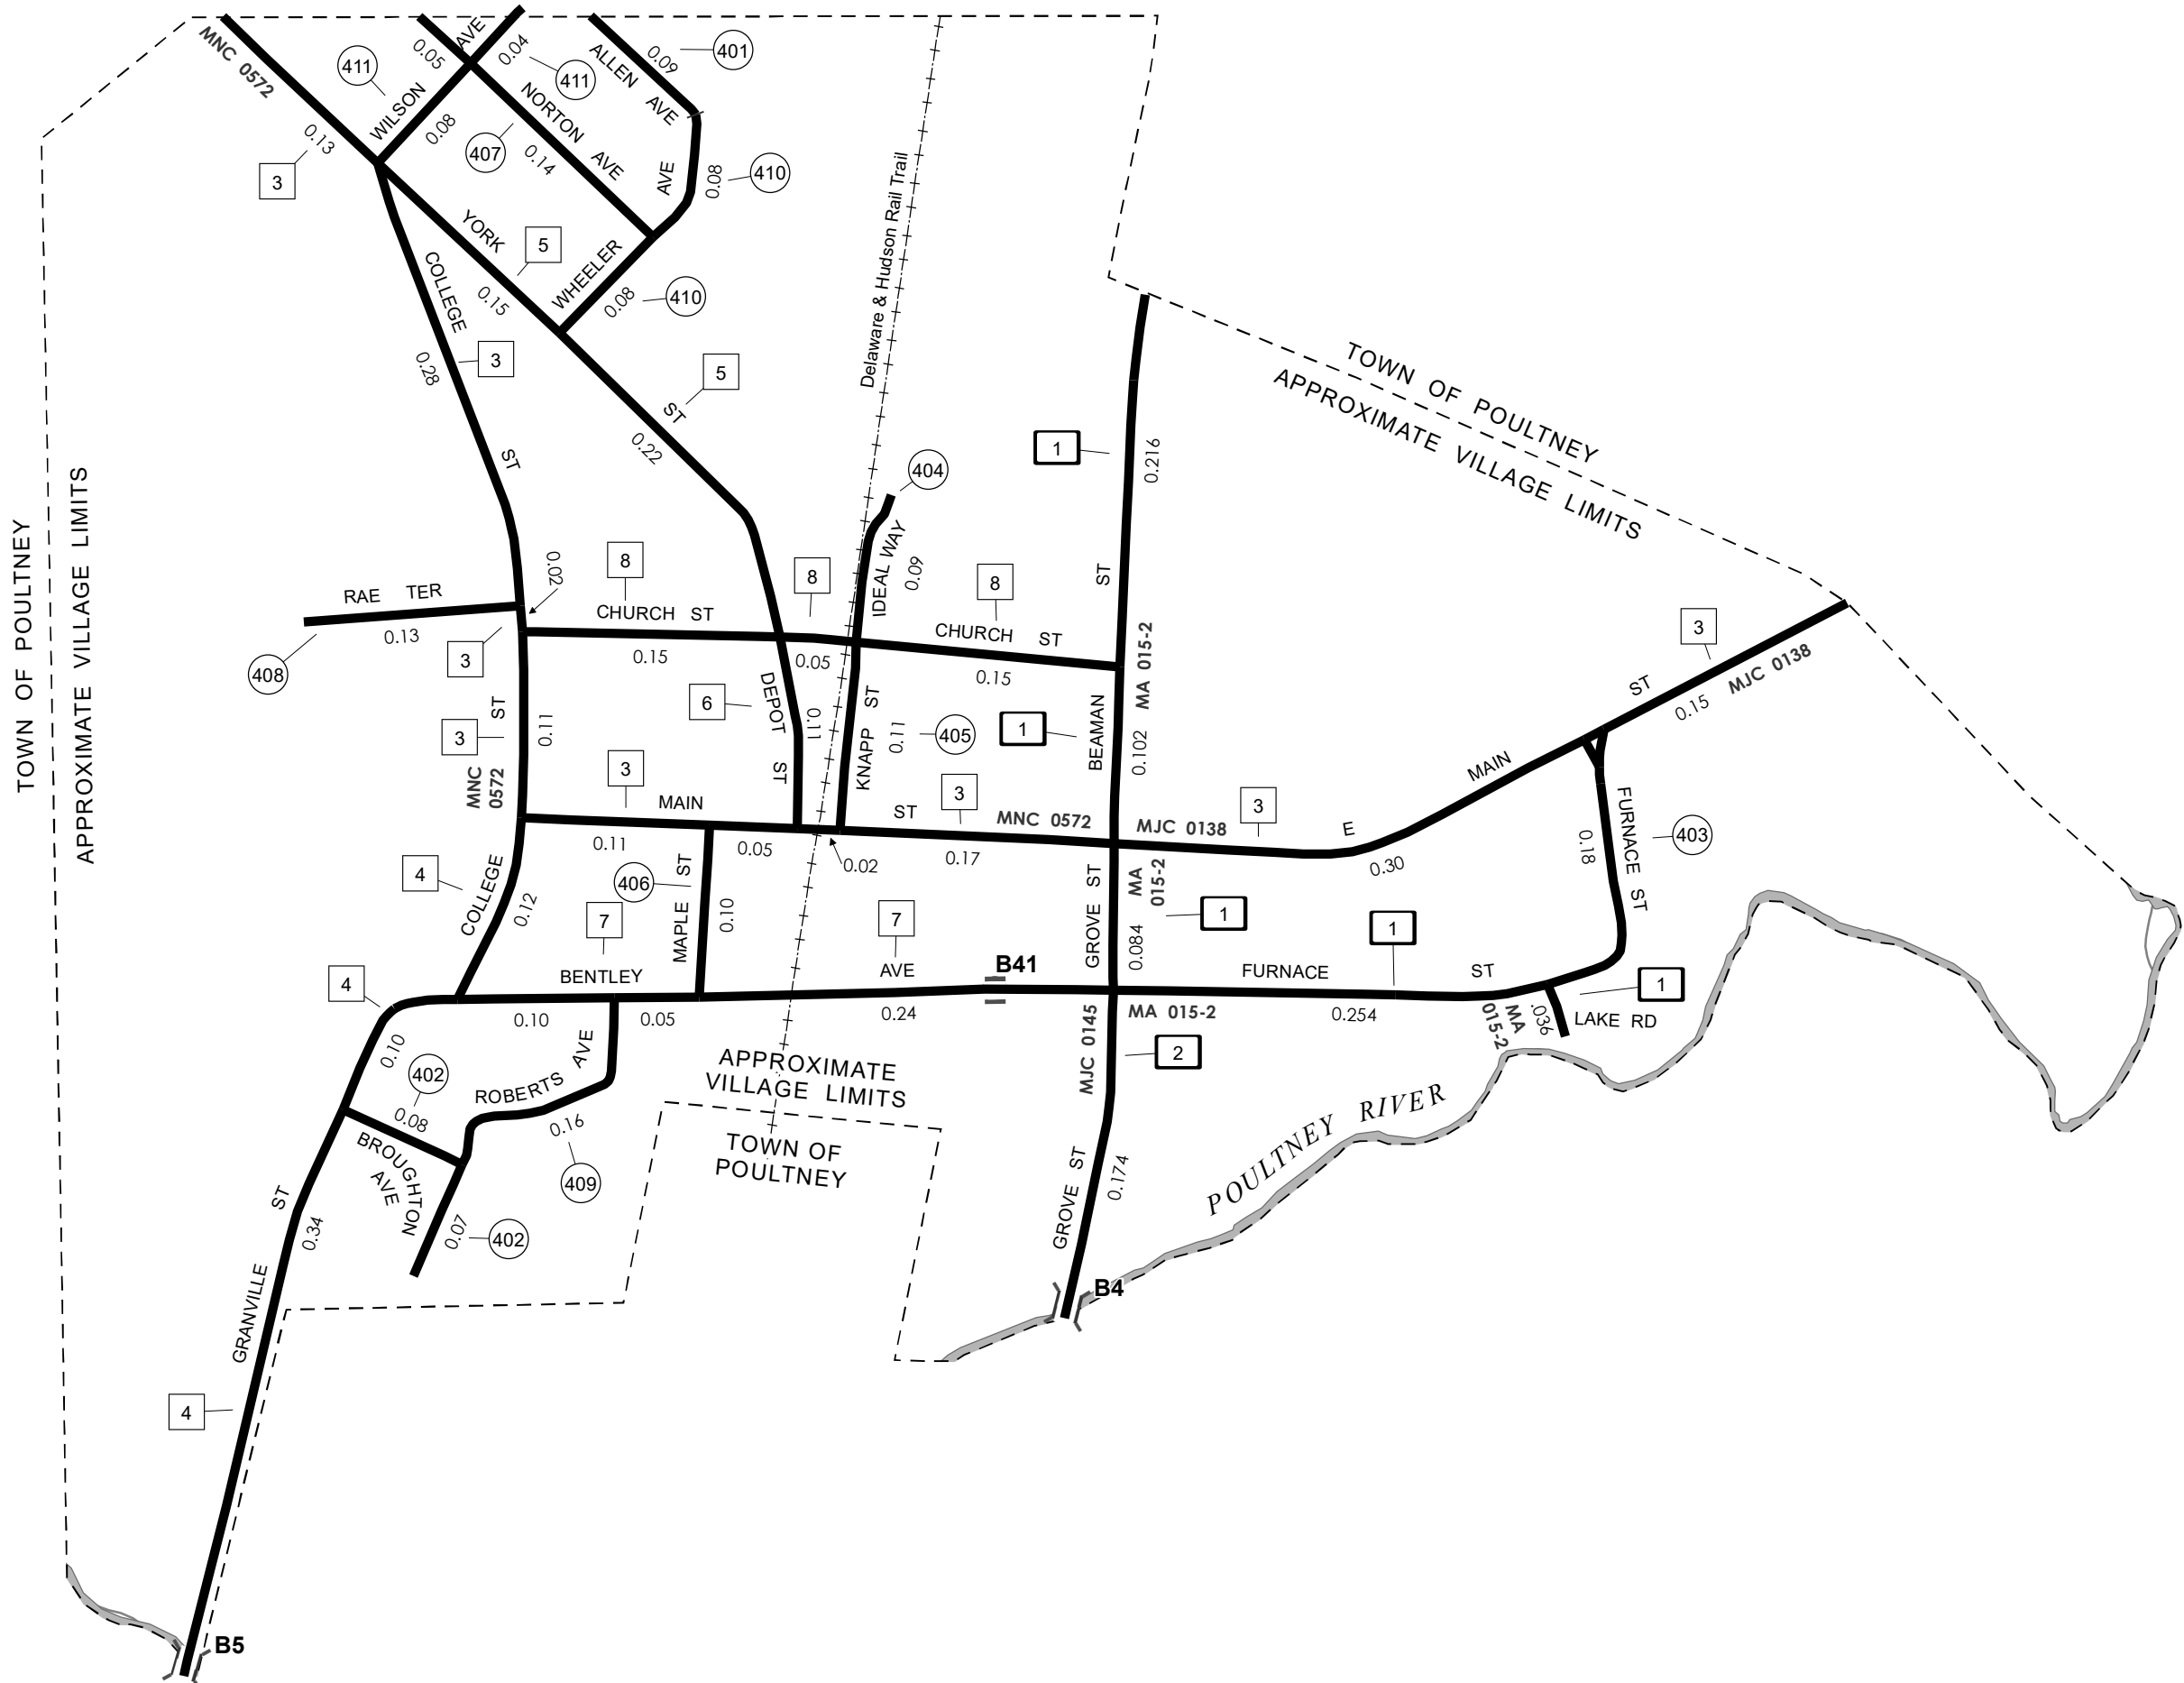 MNC 0572
0.13
3
411
WILSON
AVE
0.08
0.05
0.04
411
407
NORTON AVE
0.14
ALLEN AVE
0.09
401
AVE
0.08
410
WHEELER
0.08
410
YORK
5
0.15
ST
5
0.22
COLLEGE
3
0.28
ST
Delaware & Hudson Rail Trail
404
IDEAL WAY
0.09
1
0.216
ST
TOWN OF POULTNEY
APPROXIMATE VILLAGE LIMITS
TOWN OF POULTNEY
APPROXIMATE VILLAGE LIMITS
RAE TER
0.13
408
0.02
3
8
CHURCH ST
0.15
8
0.05
8
CHURCH ST
0.15
MA 015-2
3
ST
0.11
MNC
0572
6
DEPOT
ST
0.11
KNAPP ST
0.11
405
1
BEAMAN
0.102
3
MAIN
0.11
0.05
0.02
ST
3
0.17
MNC 0572
MJC 0138
3
E
0.30
MAIN
ST
3
0.15
MJC 0138
FURNACE ST
0.18
403
4
COLLEGE
0.12
406
MAPLE ST
0.10
7
BENTLEY
0.10
0.05
7
AVE
0.24
B41
GROVE ST
MA
015-2
0.084
1
1
FURNACE ST
MA 015-2
0.254
MA
015-2
.036
1
LAKE RD
4
0.10
402
0.08
BROUGHTON
AVE
ROBERTS
AVE
0.16
409
0.07
402
APPROXIMATE
VILLAGE LIMITS
TOWN OF
POULTNEY
MJC 0145
2
GROVE ST
0.174
B4
POULTNEY RIVER
ST
0.34
GRANVILLE
4
B5